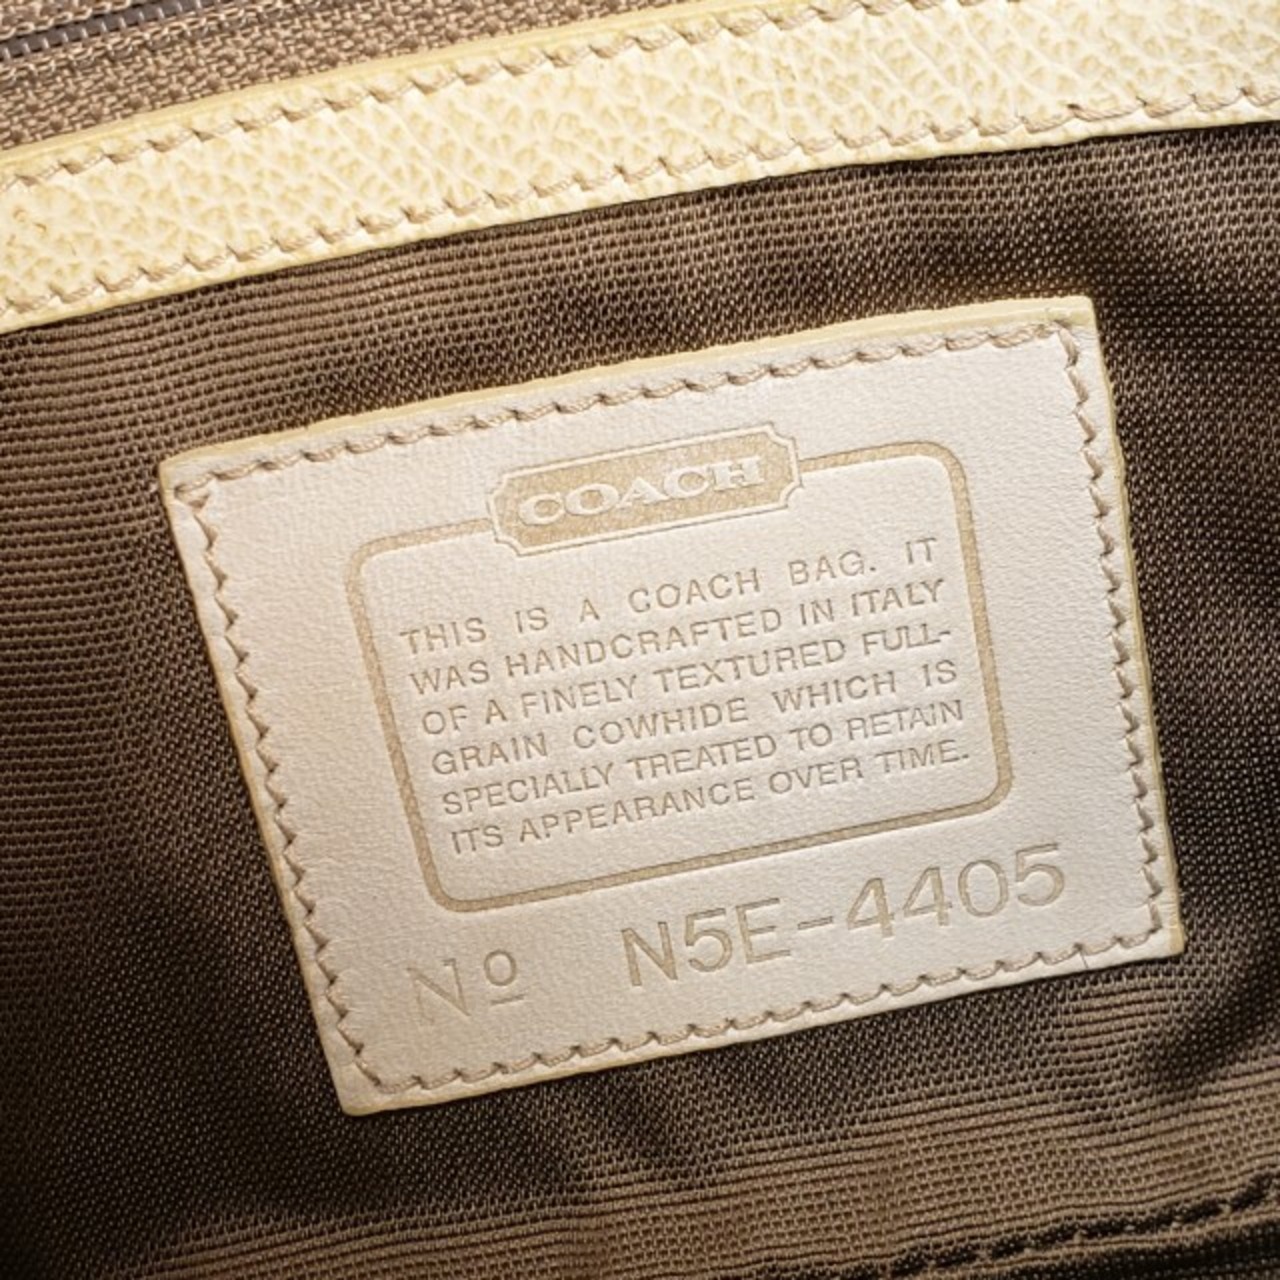 COACH
THIS IS A COACH BAG. IT
WAS HANDCRAFTED IN ITALY
OF A FINELY TEXTURED FULL-
GRAIN COWHIDE WHICH IS
SPECIALLY TREATED TO RETAIN
ITS APPEARANCE OVER TIME.
Nº N5E-4405